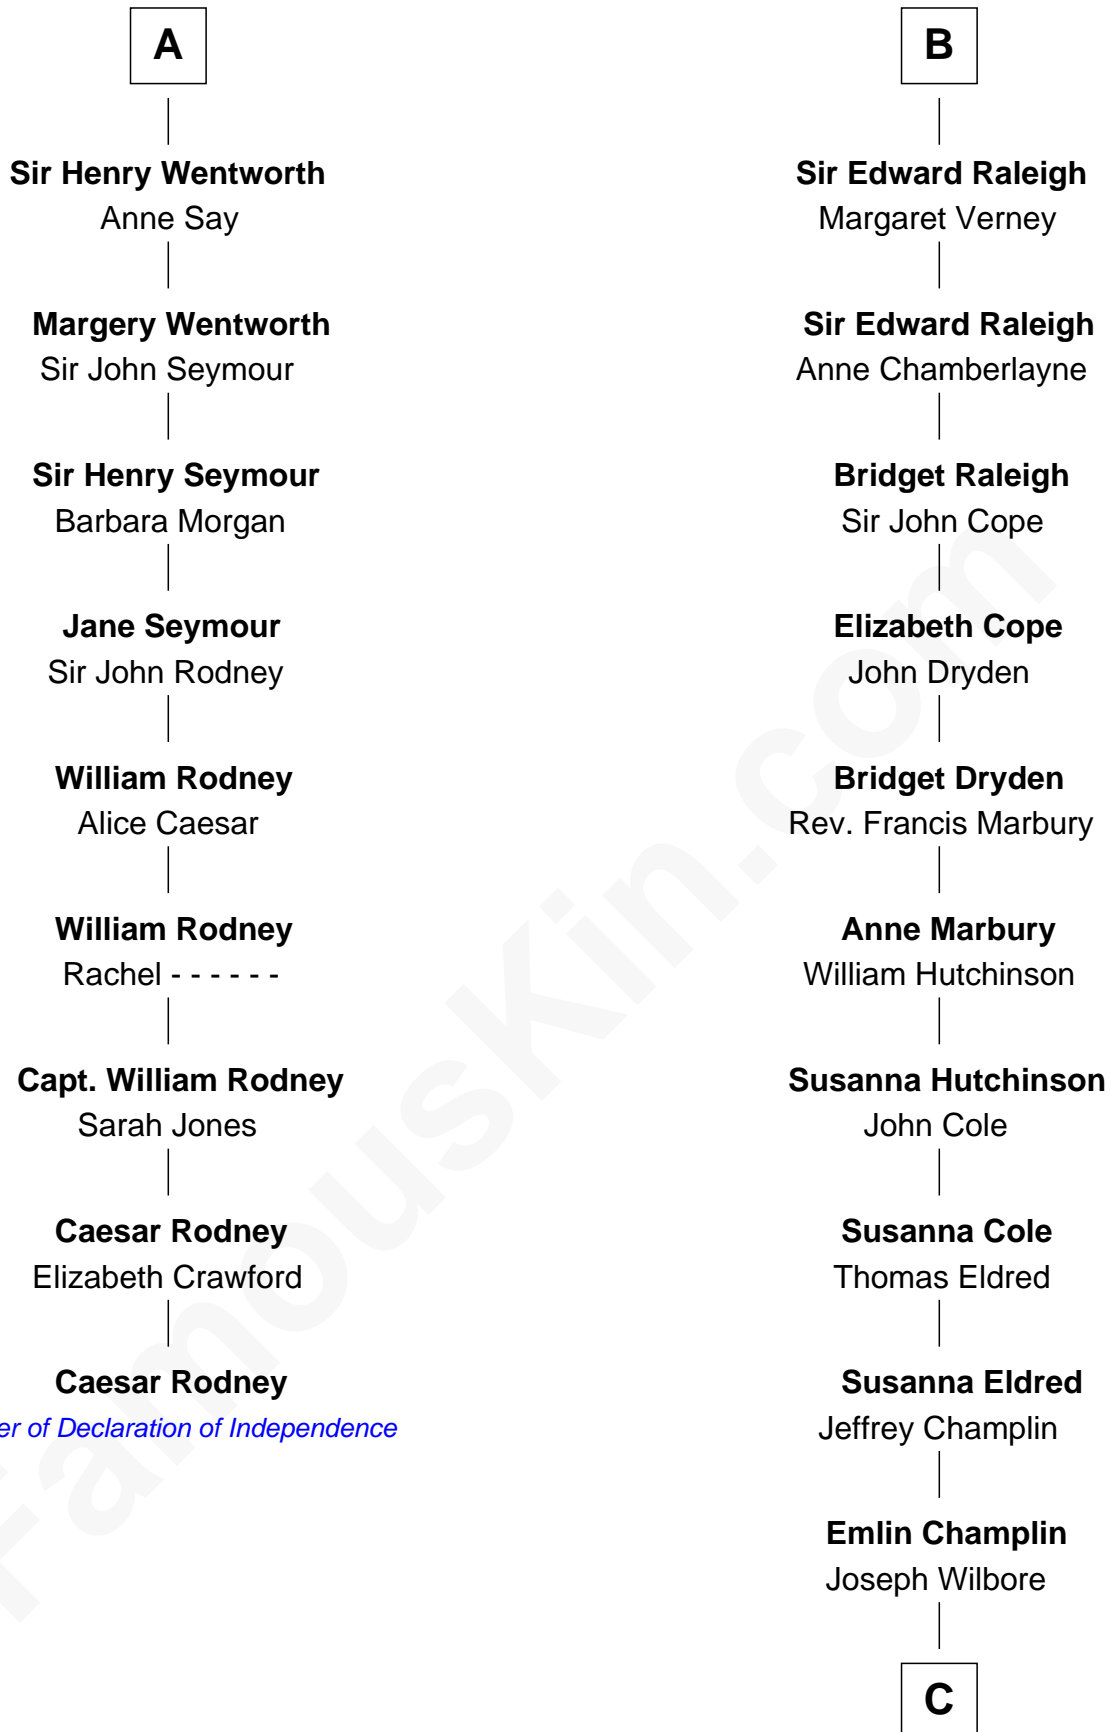 A
Sir Henry Wentworth
Anne Say
Margery Wentworth
Sir John Seymour
Sir Henry Seymour
Barbara Morgan
Jane Seymour
Sir John Rodney
William Rodney
Alice Caesar
William Rodney
Rachel - - - - - -
Capt. William Rodney
Sarah Jones
Caesar Rodney
Elizabeth Crawford
Caesar Rodney
er of Declaration of Independence
B
Sir Edward Raleigh
Margaret Verney
Sir Edward Raleigh
Anne Chamberlayne
Bridget Raleigh
Sir John Cope
Elizabeth Cope
John Dryden
Bridget Dryden
Rev. Francis Marbury
Anne Marbury
William Hutchinson
Susanna Hutchinson
John Cole
Susanna Cole
Thomas Eldred
Susanna Eldred
Jeffrey Champlin
Emlin Champlin
Joseph Wilbore
C
FamousKin.com